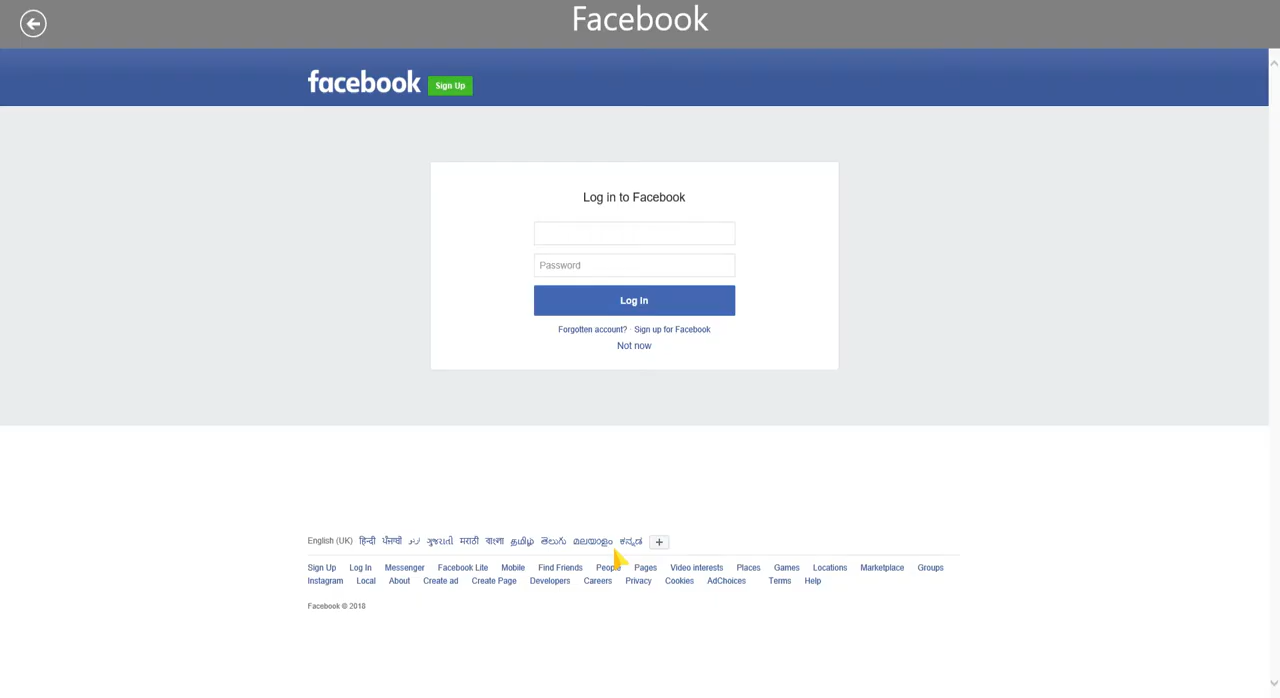 Facebook
facebook Sign Up
Log in to Facebook
Password
Log In
Forgotten account? · Sign up for Facebook
Not now
English (UK) हिन्दी ਪੰਜਾਬੀ ગુજરાતી मराठी বাংলা தமிழ் తెలుగు മലയാളം ಕನ್ನಡ +
Sign Up Log In Messenger Facebook Lite Mobile Find Friends People Pages Video interests Places Games Locations Marketplace Groups
Instagram Local About Create ad Create Page Developers Careers Privacy Cookies AdChoices Terms Help
Facebook © 2018